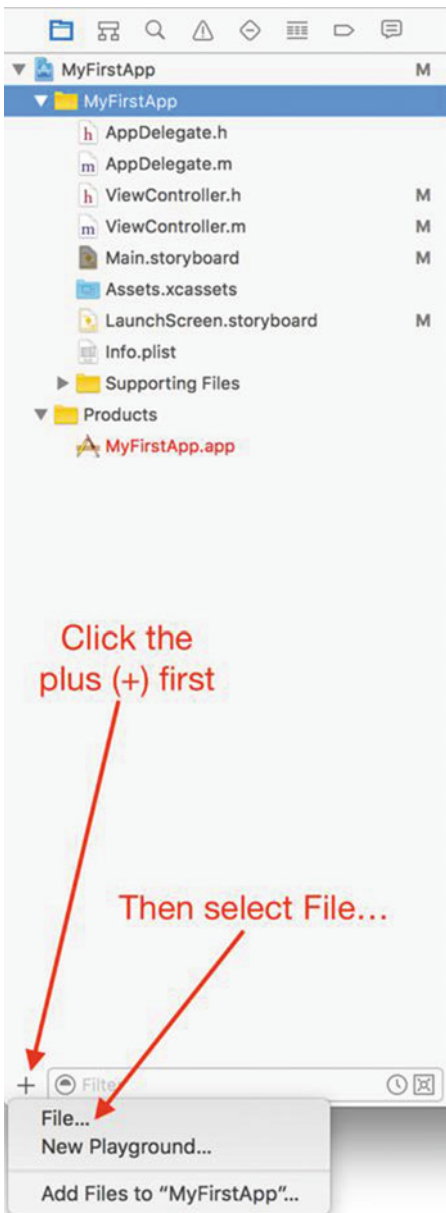 MyFirstApp M
MyFirstApp
h AppDelegate.h
m AppDelegate.m
h ViewController.h M
m ViewController.m M
Main.storyboard M
Assets.xcassets
LaunchScreen.storyboard M
Info.plist
Supporting Files
Products
MyFirstApp.app
Click the
plus (+) first
Then select File...
+ Filter
File...
New Playground...
Add Files to “MyFirstApp”...